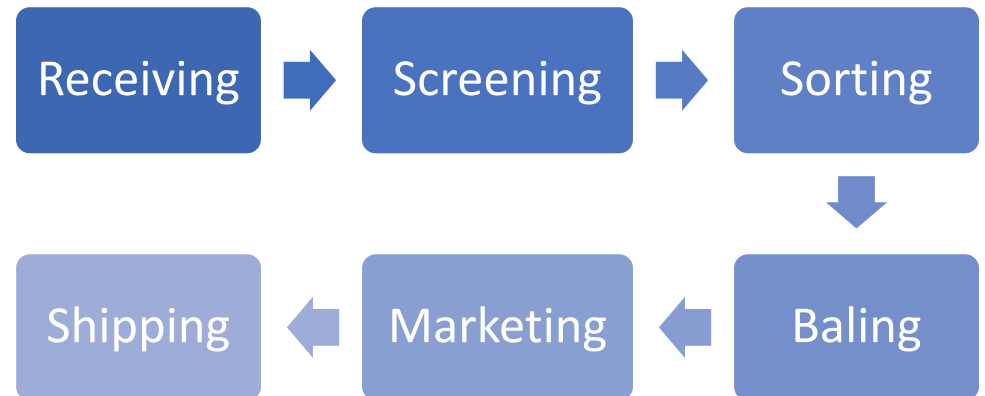 Receiving
Screening
Sorting
Baling
Marketing
Shipping